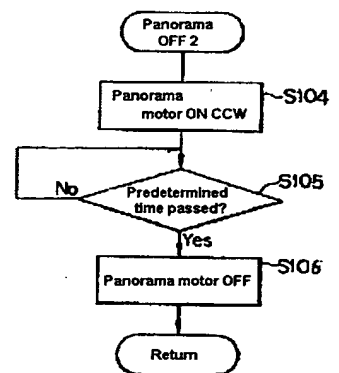 Panorama
OFF 2
Panorama
motor ON CCW
S104
No
Predetermined
time passed?
S105
Yes
Panorama motor OFF
S106
Return